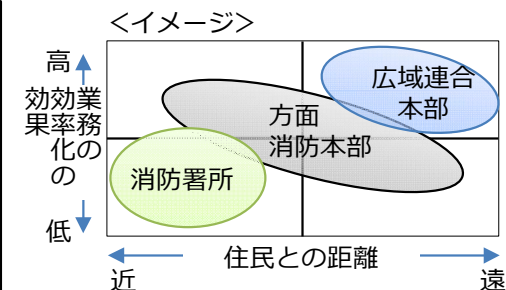 <イメージ>
高
業務の
効率化の
効果
低
広域連合
本部
方面
消防本部
消防署所
住民との距離
近
遠